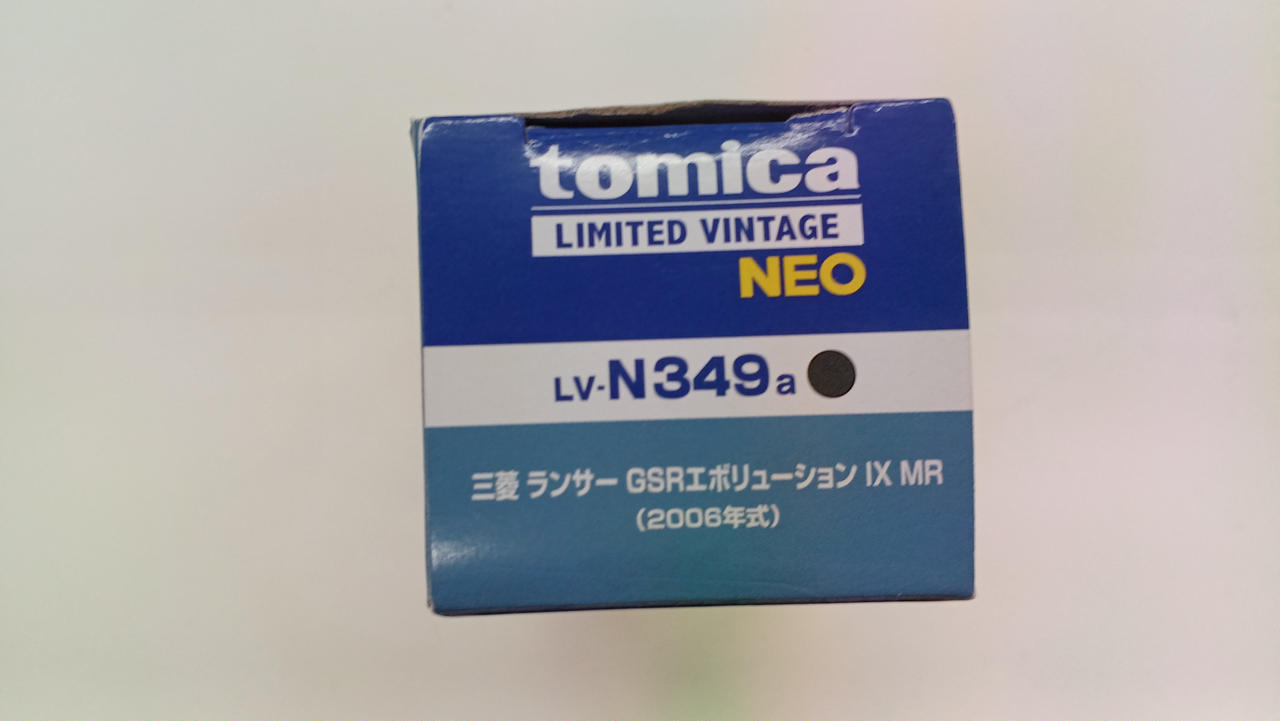 tomica
LIMITED VINTAGE
NEO
LV-N349a
三菱 ランサー GSRエボリューション IX MR
(2006年式)